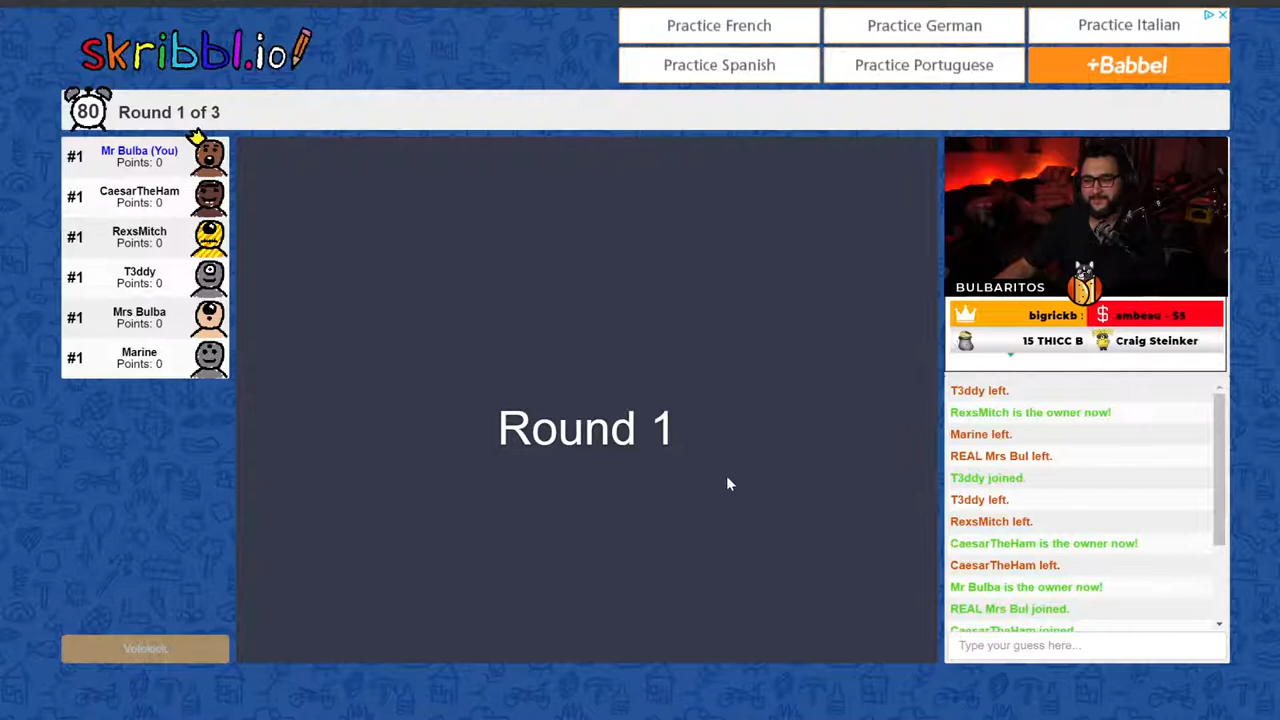 skribbl.io
Practice French
Practice German
Practice Italian
Practice Spanish
Practice Portuguese
+Babbel
80
Round 1 of 3
#1
Mr Bulba (You)
Points: 0
#1
CaesarTheHam
Points: 0
#1
RexsMitch
Points: 0
#1
T3ddy
Points: 0
#1
Mrs Bulba
Points: 0
#1
Marine
Points: 0
Votekick
Round 1
BULBARITOS
bigrickb :
$ ambeau - $5
15 THICC B
Craig Steinker
T3ddy left.
RexsMitch is the owner now!
Marine left.
REAL Mrs Bul left.
T3ddy joined.
T3ddy left.
RexsMitch left.
CaesarTheHam is the owner now!
CaesarTheHam left.
Mr Bulba is the owner now!
REAL Mrs Bul joined.
CaesarTheHam joined.
Type your guess here...